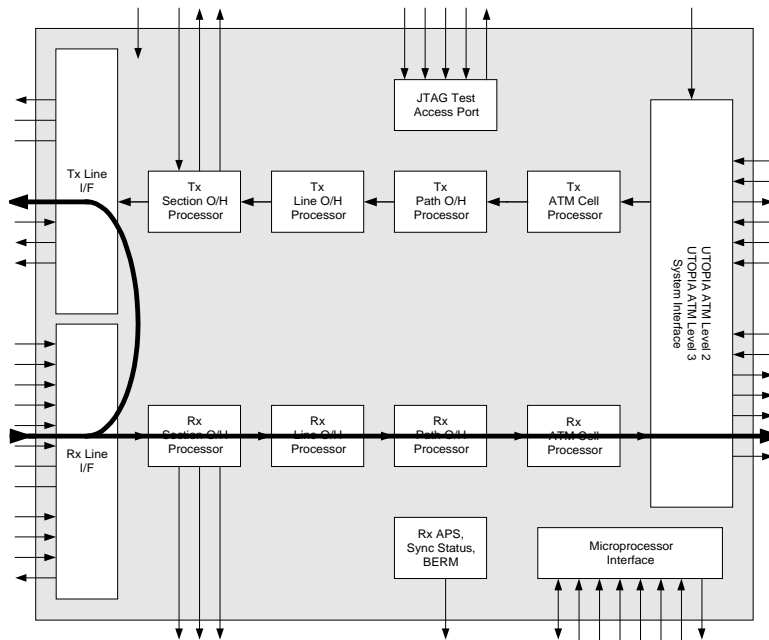 JTAG Test
Access Port
Tx Line
I/F
Tx
Section O/H
Processor
Tx
Line O/H
Processor
Tx
Path O/H
Processor
Tx
ATM Cell
Processor
UTOPIA ATM Level 2
UTOPIA ATM Level 3
System Interface
Rx Line
I/F
Rx
Section O/H
Processor
Rx
Line O/H
Processor
Rx
Path O/H
Processor
Rx
ATM Cell
Processor
Rx APS,
Sync Status,
BERM
Microprocessor
Interface